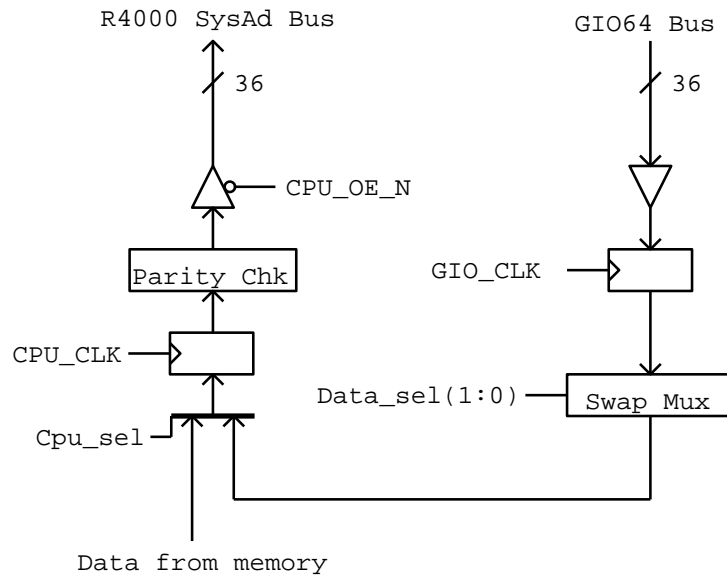 R4000 SysAd Bus
GIO64 Bus
36
36
CPU_OE_N
Parity Chk
GIO_CLK
CPU_CLK
Data_sel(1:0)
Swap Mux
Cpu_sel
Data from memory